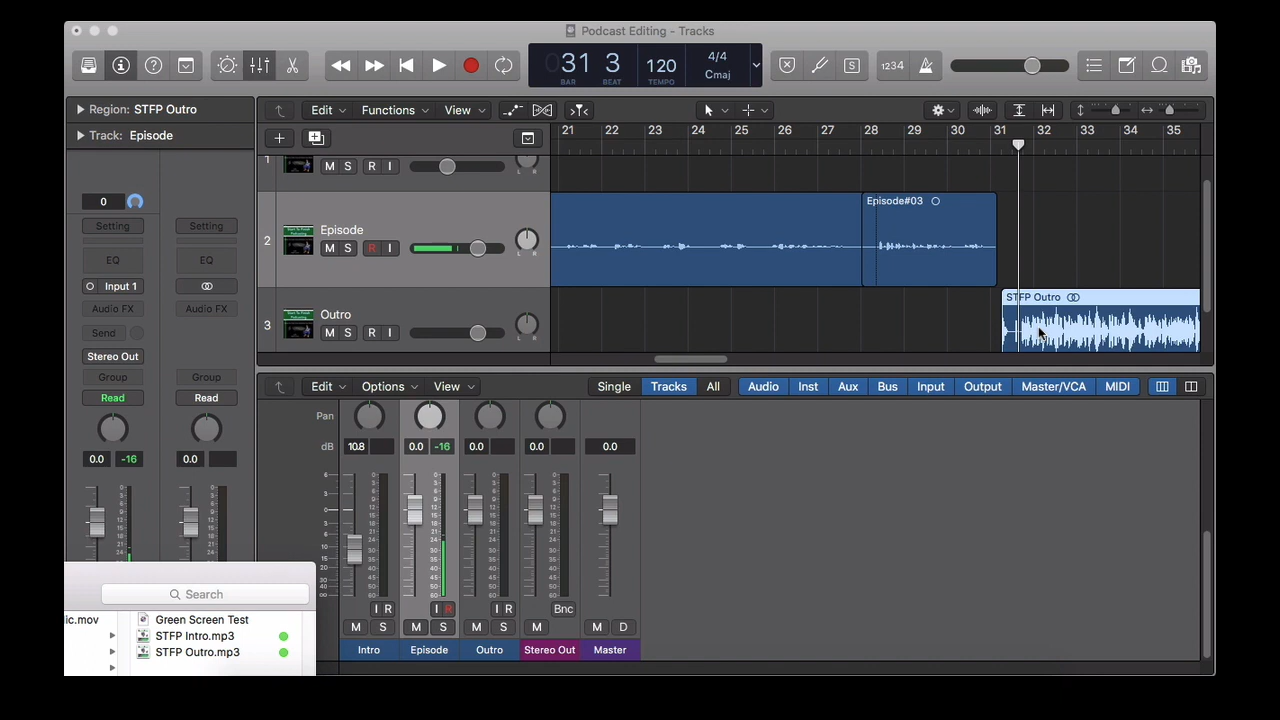 Podcast Editing - Tracks
031 3 120 4/4 Cmaj
BAR BEAT TEMPO
1234
S
Region: STFP Outro
Track: Episode
Edit Functions View
21 22 23 24 25 26 27 28 29 30 31 32 33 34 35
1 M S R I L R
0
Setting Setting
EQ EQ
Input 1
Audio FX Audio FX
Send
Stereo Out
Group Group
Read Read
0.0 -16 0.0
2 Episode
M S R I L R
Episode#03
3 Outro
M S R I L R
STFP Outro
Edit Options View Single Tracks All Audio Inst Aux Bus Input Output Master/VCA MIDI
Pan
dB 10.8 0.0 -16 0.0 0.0 0.0
I R I R I R Bnc
M S M S M S M M D
Intro Episode Outro Stereo Out Master
Search
ic.mov Green Screen Test
STFP Intro.mp3
STFP Outro.mp3